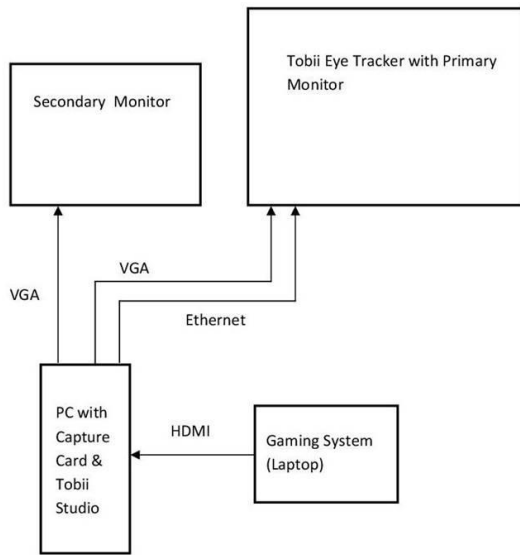 Tobii Eye Tracker with Primary
Monitor
Secondary Monitor
VGA
VGA
Ethernet
PC with
Capture
Card &
Tobii
Studio
HDMI
Gaming System
(Laptop)